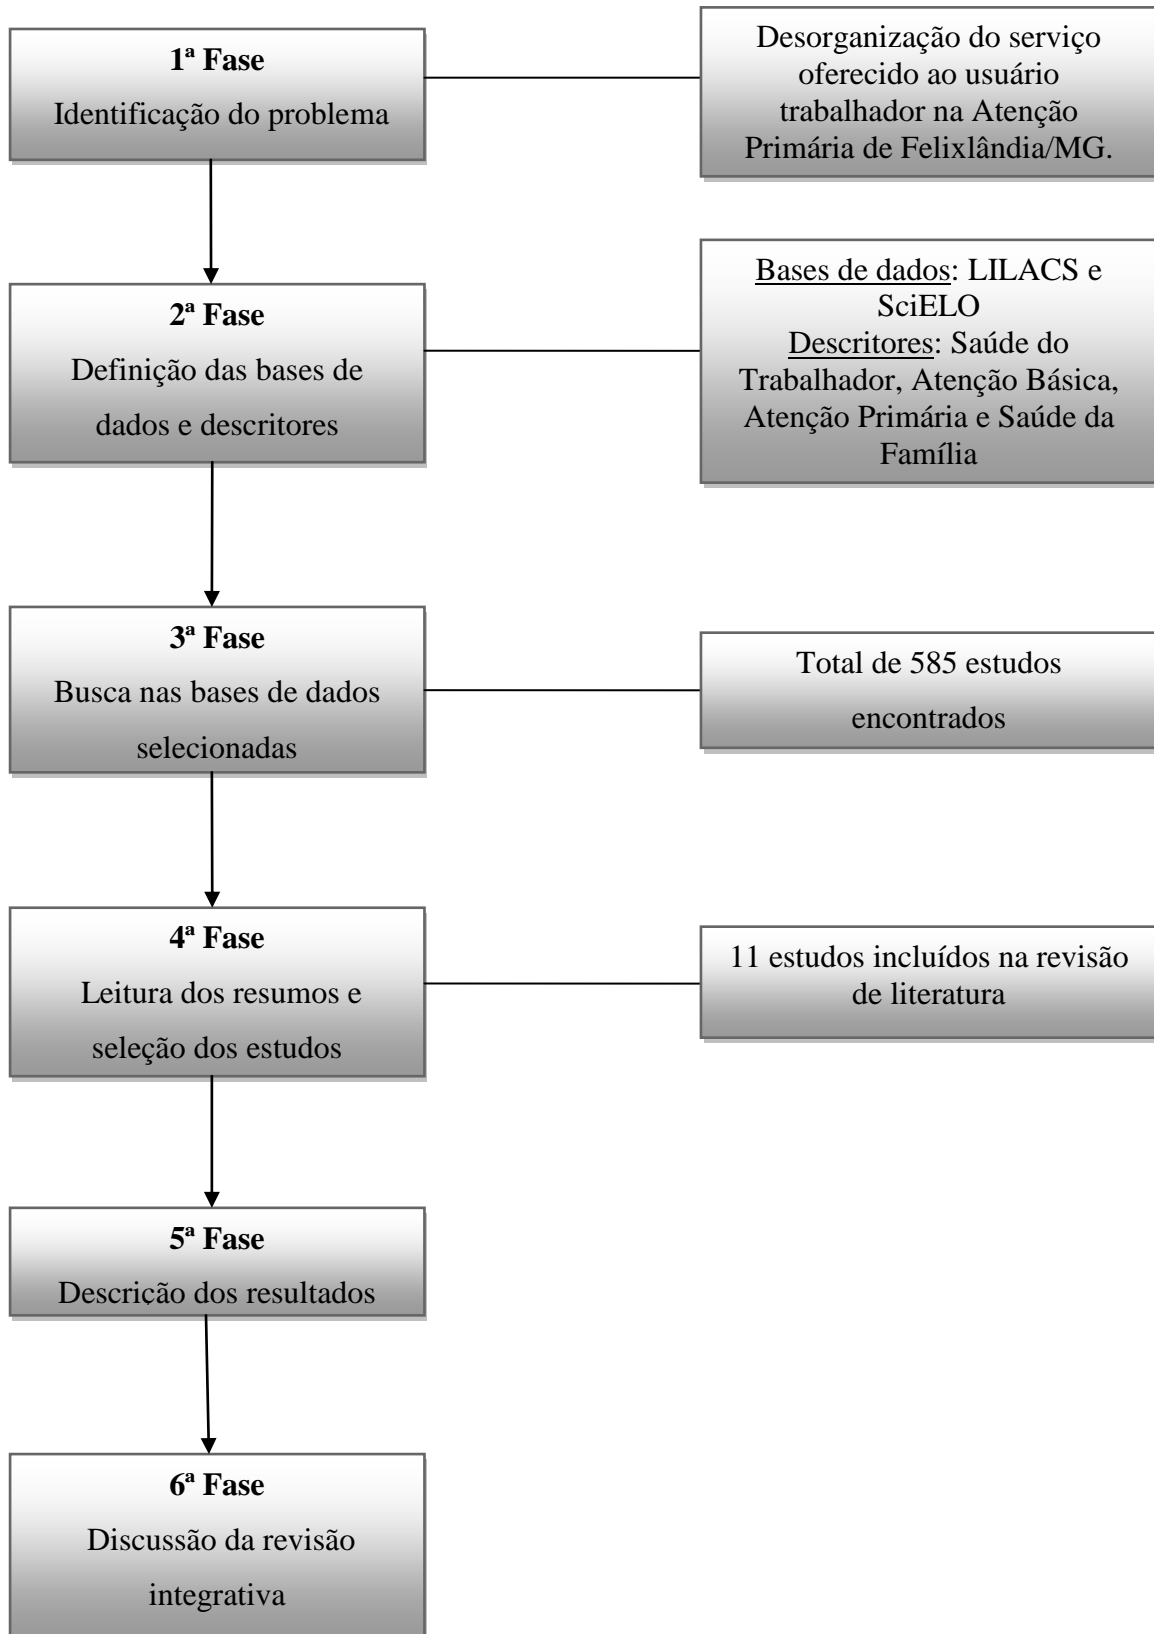 1ª Fase
Identificação do problema
Desorganização do serviço
oferecido ao usuário
trabalhador na Atenção
Primária de Felixlândia/MG.
2ª Fase
Definição das bases de
dados e descritores
Bases de dados: LILACS e
SciELO
Descritores: Saúde do
Trabalhador, Atenção Básica,
Atenção Primária e Saúde da
Família
3ª Fase
Busca nas bases de dados
selecionadas
Total de 585 estudos
encontrados
4ª Fase
Leitura dos resumos e
seleção dos estudos
11 estudos incluídos na revisão
de literatura
5ª Fase
Descrição dos resultados
6ª Fase
Discussão da revisão
integrativa